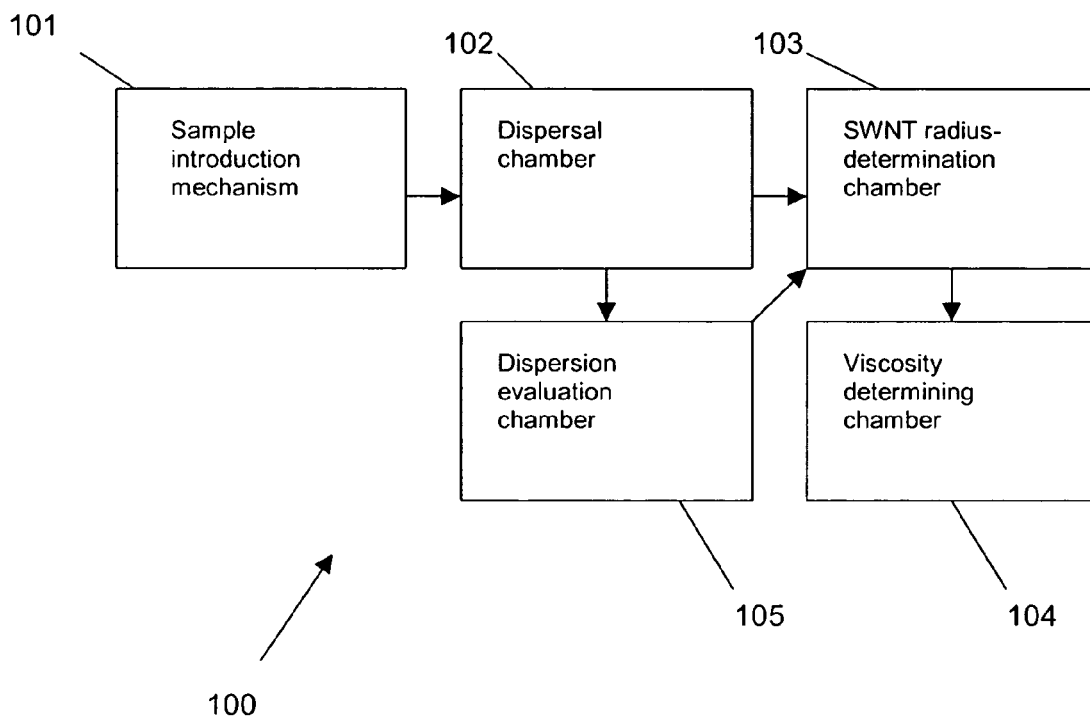 101
102
103
Sample
introduction
mechanism
Dispersal
chamber
SWNT radius-
determination
chamber
Dispersion
evaluation
chamber
Viscosity
determining
chamber
105
104
100